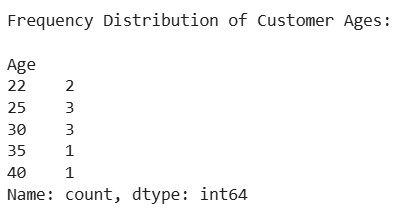 Frequency Distribution of Customer Ages:
Age
22    2
25    3
30    3
35    1
40    1
Name: count, dtype: int64